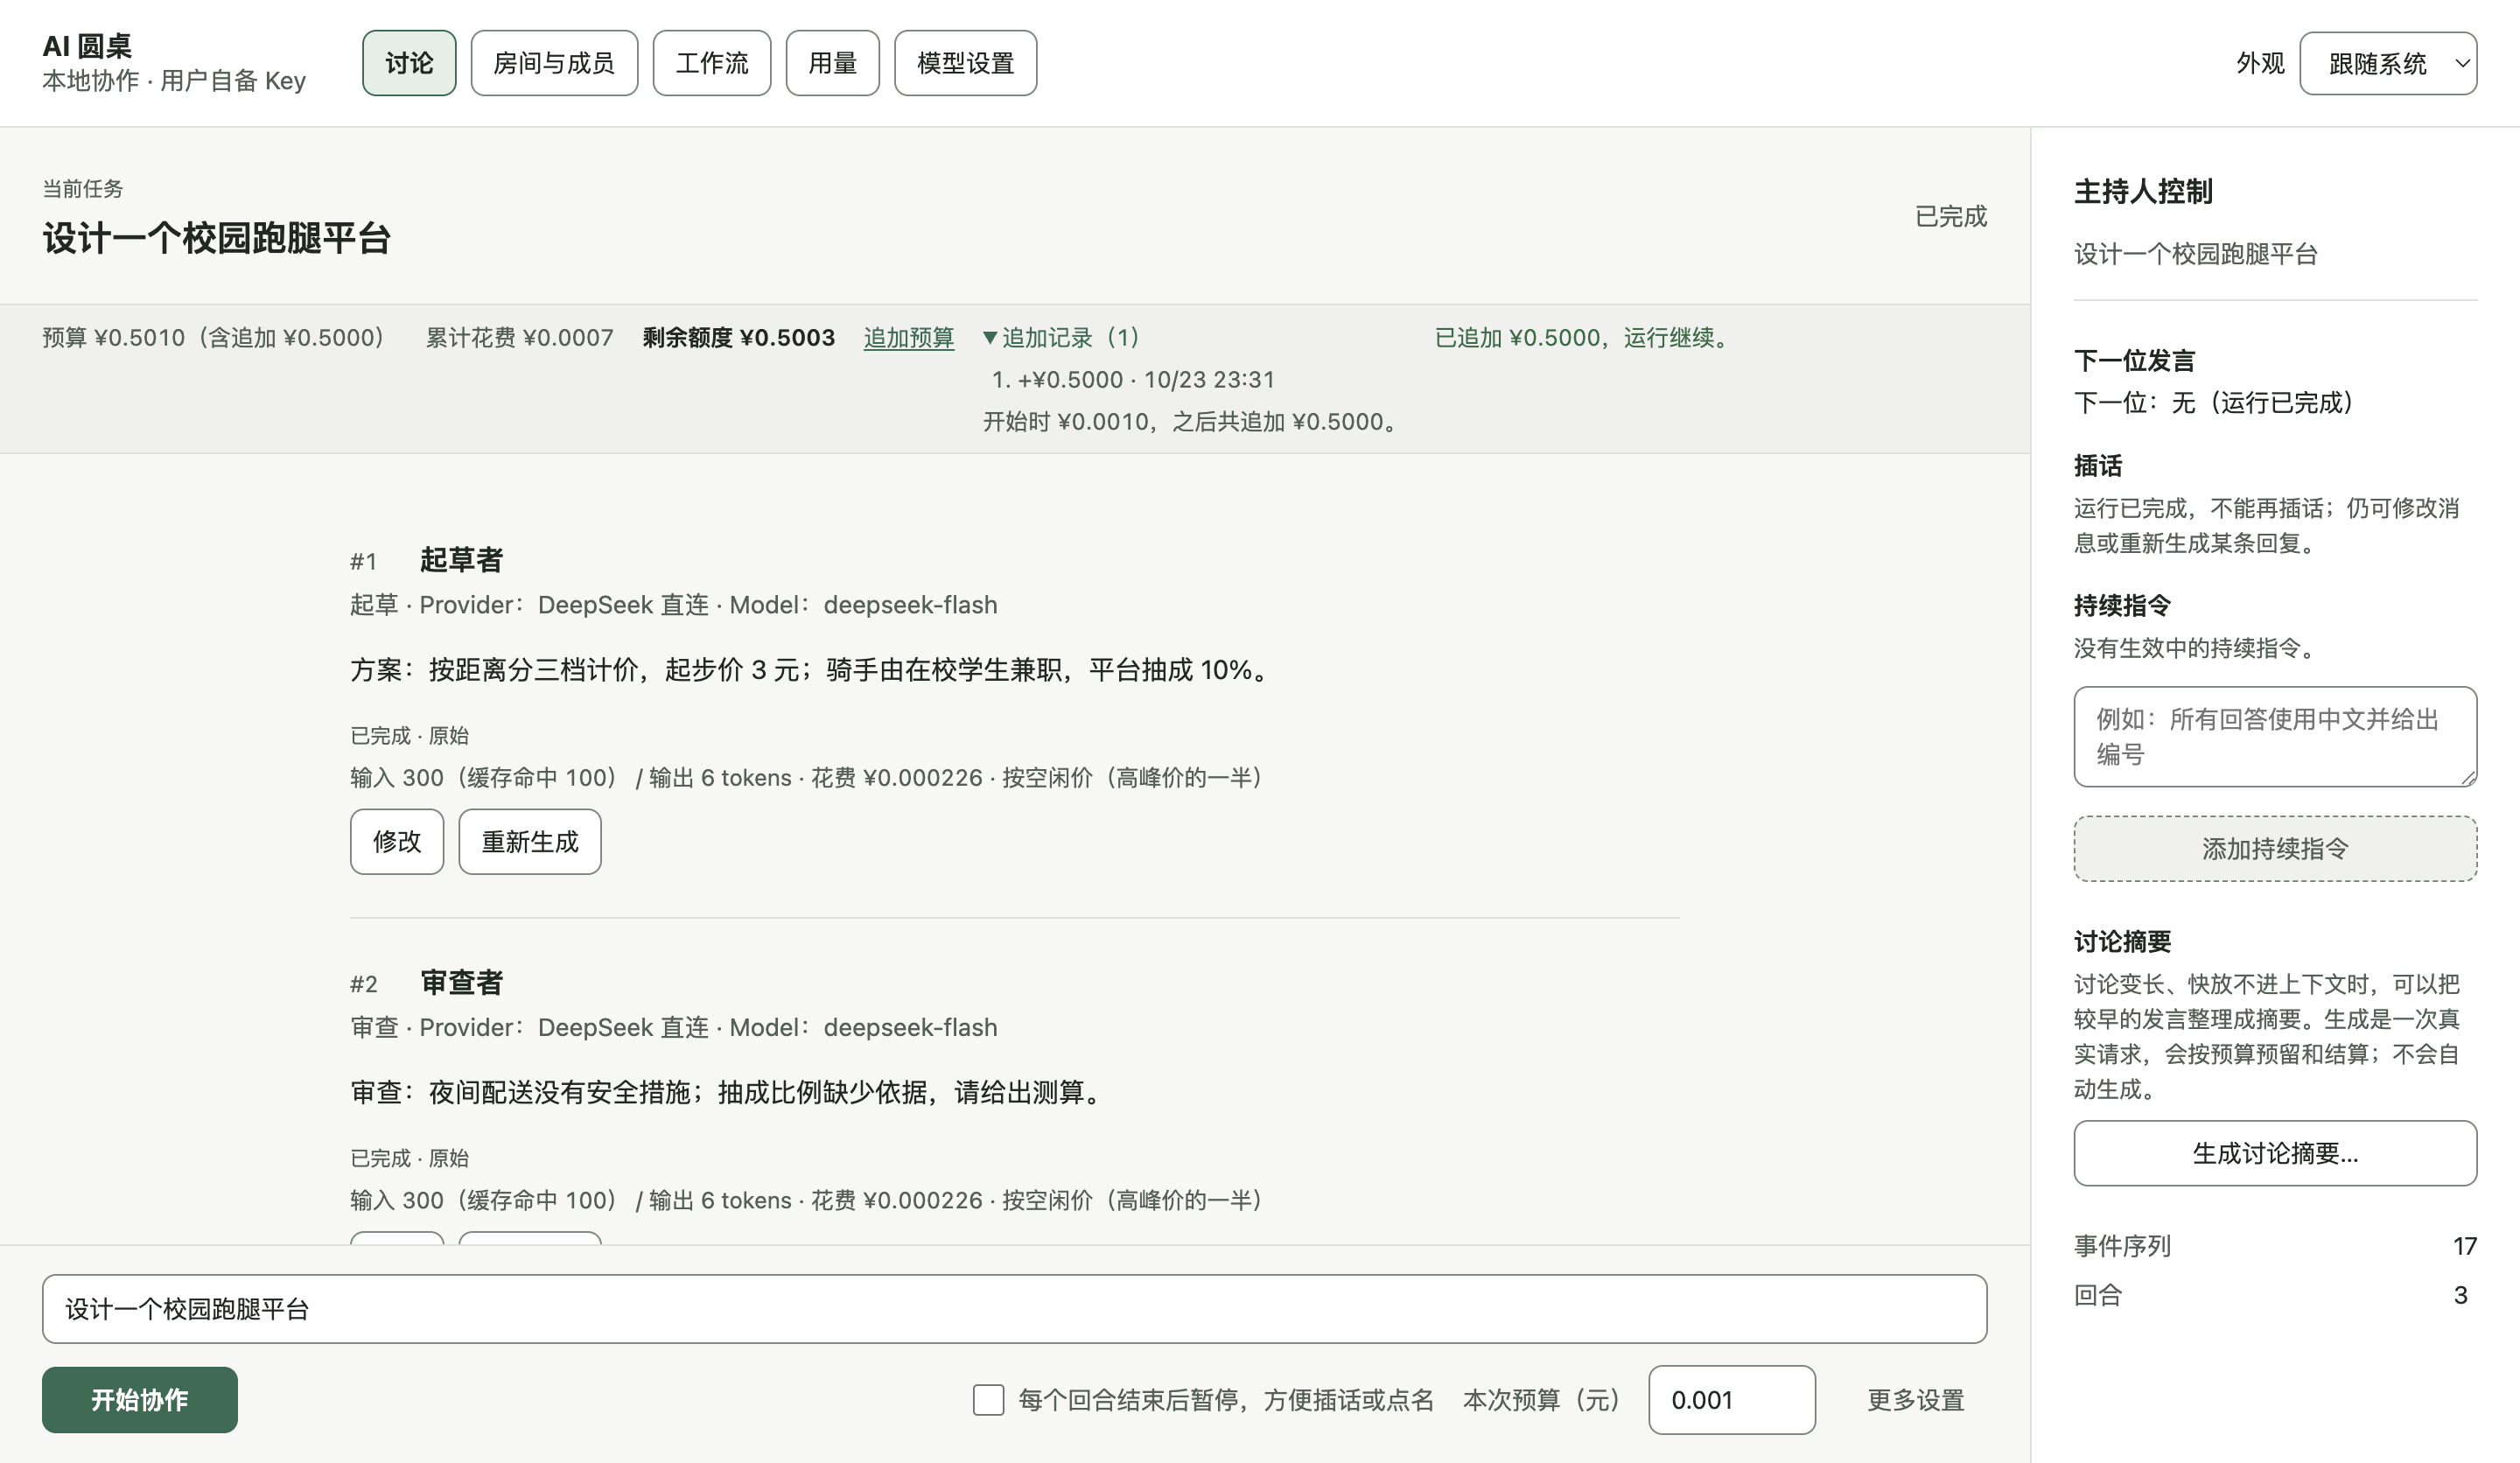 AI 圆桌
本地协作 · 用户自备 Key
讨论
房间与成员
工作流
用量
模型设置
外观
跟随系统
当前任务
设计一个校园跑腿平台
已完成
预算 ¥0.5010（含追加 ¥0.5000）
累计花费 ¥0.0007
剩余额度 ¥0.5003
追加预算
▼追加记录（1）
已追加 ¥0.5000，运行继续。
1. +¥0.5000 · 10/23 23:31
开始时 ¥0.0010，之后共追加 ¥0.5000。
#1
起草者
起草 · Provider：DeepSeek 直连 · Model：deepseek-flash
方案：按距离分三档计价，起步价 3 元；骑手由在校学生兼职，平台抽成 10%。
已完成 · 原始
输入 300（缓存命中 100） / 输出 6 tokens · 花费 ¥0.000226 · 按空闲价（高峰价的一半）
修改
重新生成
#2
审查者
审查 · Provider：DeepSeek 直连 · Model：deepseek-flash
审查：夜间配送没有安全措施；抽成比例缺少依据，请给出测算。
已完成 · 原始
输入 300（缓存命中 100） / 输出 6 tokens · 花费 ¥0.000226 · 按空闲价（高峰价的一半）
设计一个校园跑腿平台
开始协作
每个回合结束后暂停，方便插话或点名
本次预算（元）
0.001
更多设置
主持人控制
设计一个校园跑腿平台
下一位发言
下一位：无（运行已完成）
插话
运行已完成，不能再插话；仍可修改消
息或重新生成某条回复。
持续指令
没有生效中的持续指令。
例如：所有回答使用中文并给出
编号
添加持续指令
讨论摘要
讨论变长、快放不进上下文时，可以把
较早的发言整理成摘要。生成是一次真
实请求，会按预算预留和结算；不会自
动生成。
生成讨论摘要...
事件序列
17
回合
3